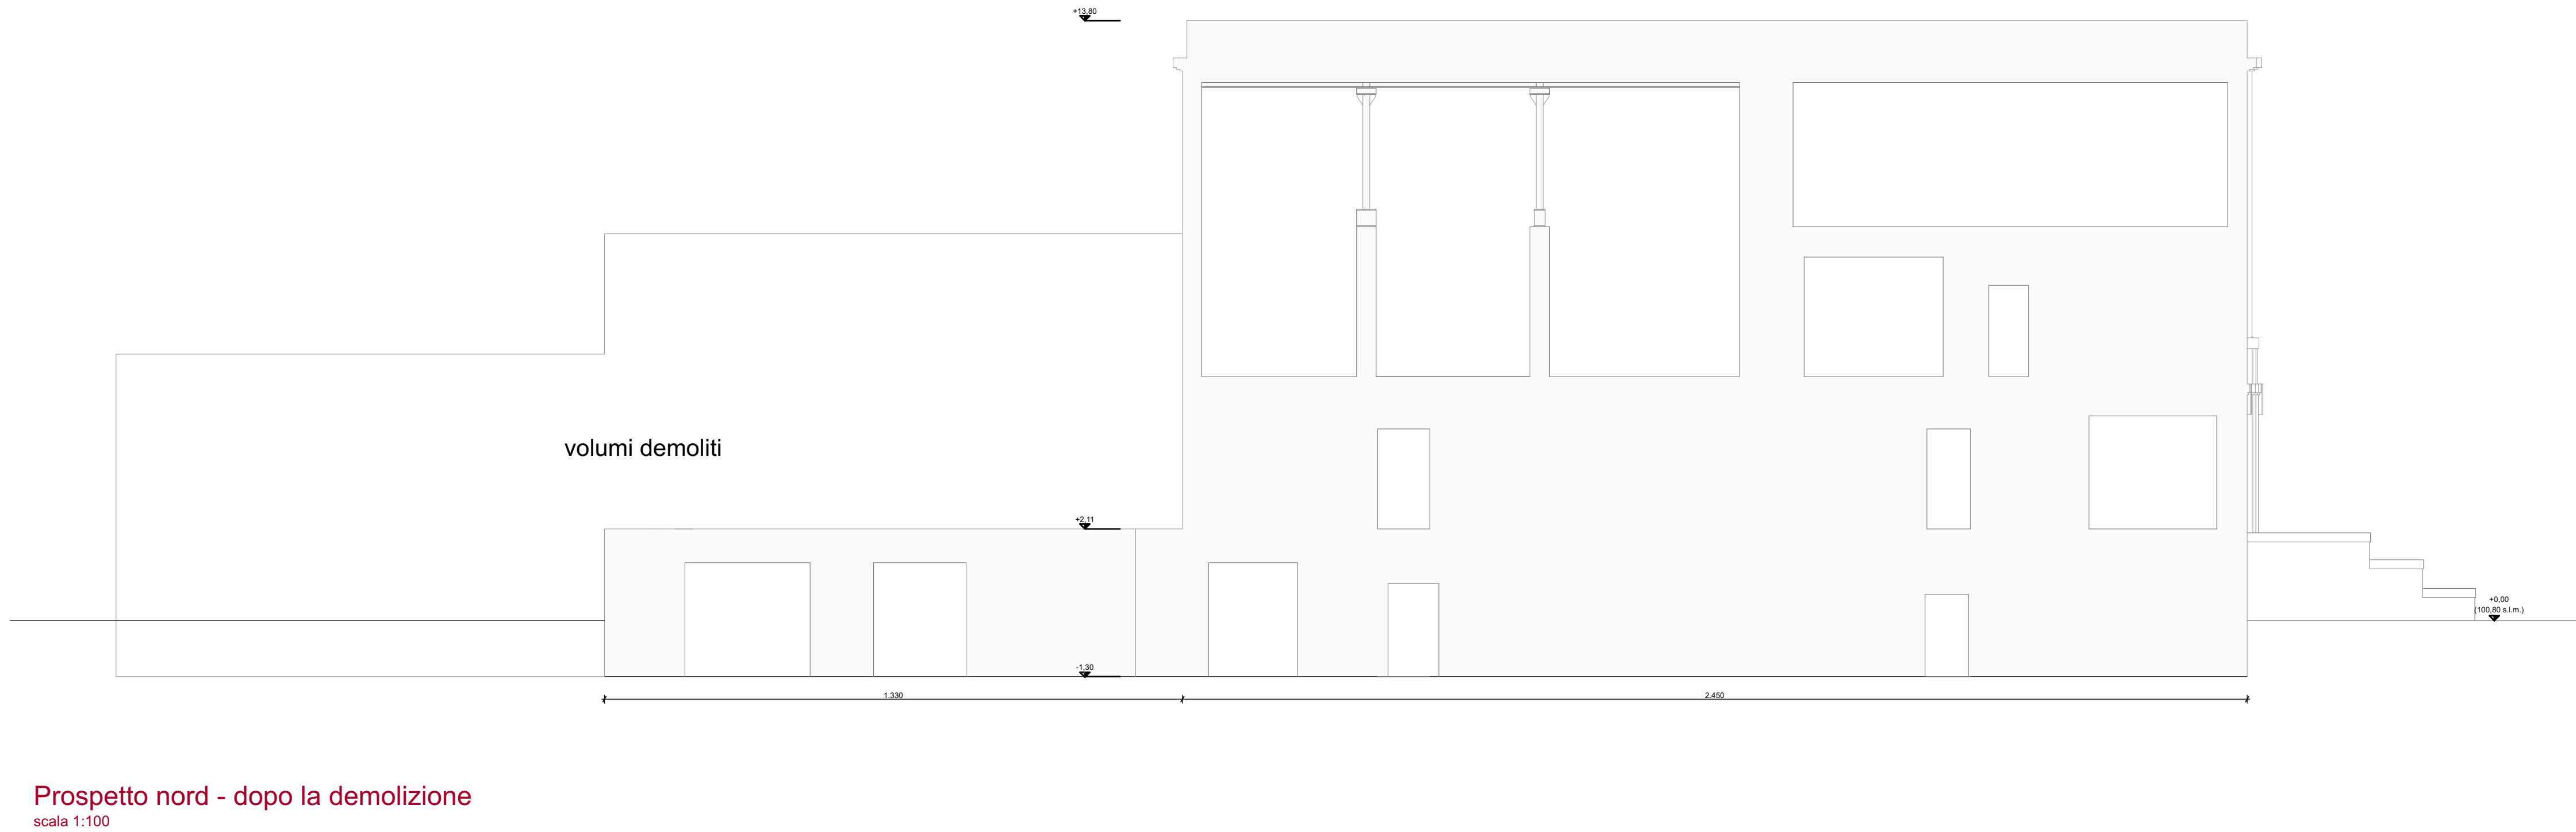 +13,80
volumi demoliti
+2,11
+0,00
(100,80 s.l.m.)
-1,30
1.330
2.450
Prospetto nord - dopo la demolizione
scala 1:100